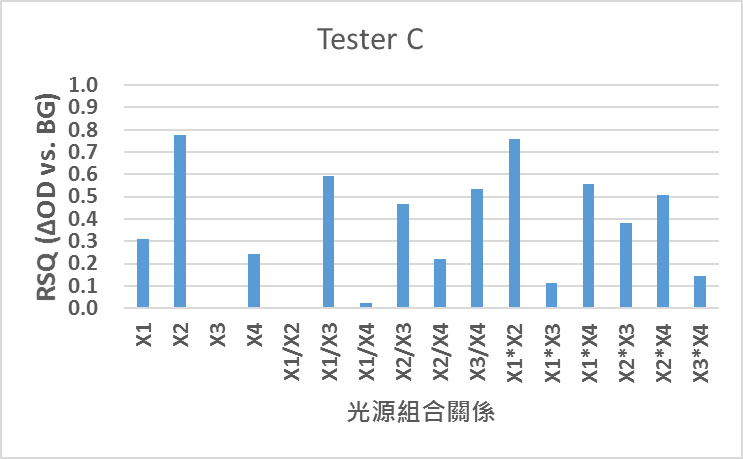 Tester C
RSQ (ΔOD vs. BG)
1.0
0.9
0.8
0.7
0.6
0.5
0.4
0.3
0.2
0.1
0.0
X1
X2
X3
X4
X1/X2
X1/X3
X1/X4
X2/X3
X2/X4
X3/X4
X1*X2
X1*X3
X1*X4
X2*X3
X2*X4
X3*X4
光源組合關係